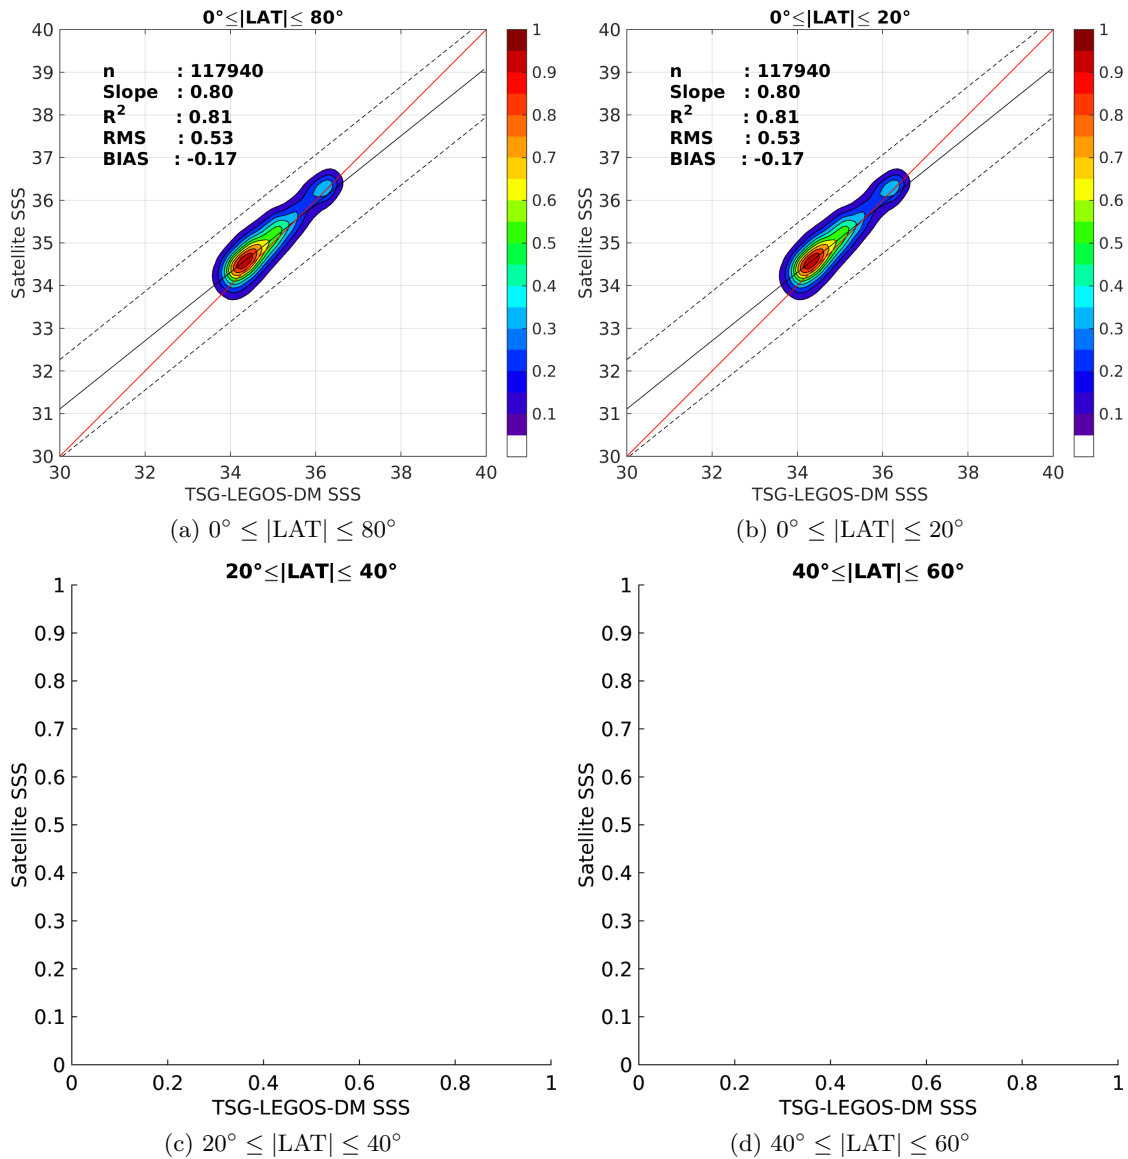 0°≤|LAT|≤ 80°
n : 117940
Slope : 0.80
R² : 0.81
RMS : 0.53
BIAS : -0.17
40
39
38
37
36
35
34
33
32
31
30
Satellite SSS
30 32 34 36 38 40
TSG-LEGOS-DM SSS
1
0.9
0.8
0.7
0.6
0.5
0.4
0.3
0.2
0.1
(a) 0° ≤ |LAT| ≤ 80°
0°≤|LAT|≤ 20°
n : 117940
Slope : 0.80
R² : 0.81
RMS : 0.53
BIAS : -0.17
40
39
38
37
36
35
34
33
32
31
30
Satellite SSS
30 32 34 36 38 40
TSG-LEGOS-DM SSS
1
0.9
0.8
0.7
0.6
0.5
0.4
0.3
0.2
0.1
(b) 0° ≤ |LAT| ≤ 20°
20°≤|LAT|≤ 40°
1
0.9
0.8
0.7
0.6
0.5
0.4
0.3
0.2
0.1
0
Satellite SSS
0 0.2 0.4 0.6 0.8 1
TSG-LEGOS-DM SSS
(c) 20° ≤ |LAT| ≤ 40°
40°≤|LAT|≤ 60°
1
0.9
0.8
0.7
0.6
0.5
0.4
0.3
0.2
0.1
0
Satellite SSS
0 0.2 0.4 0.6 0.8 1
TSG-LEGOS-DM SSS
(d) 40° ≤ |LAT| ≤ 60°